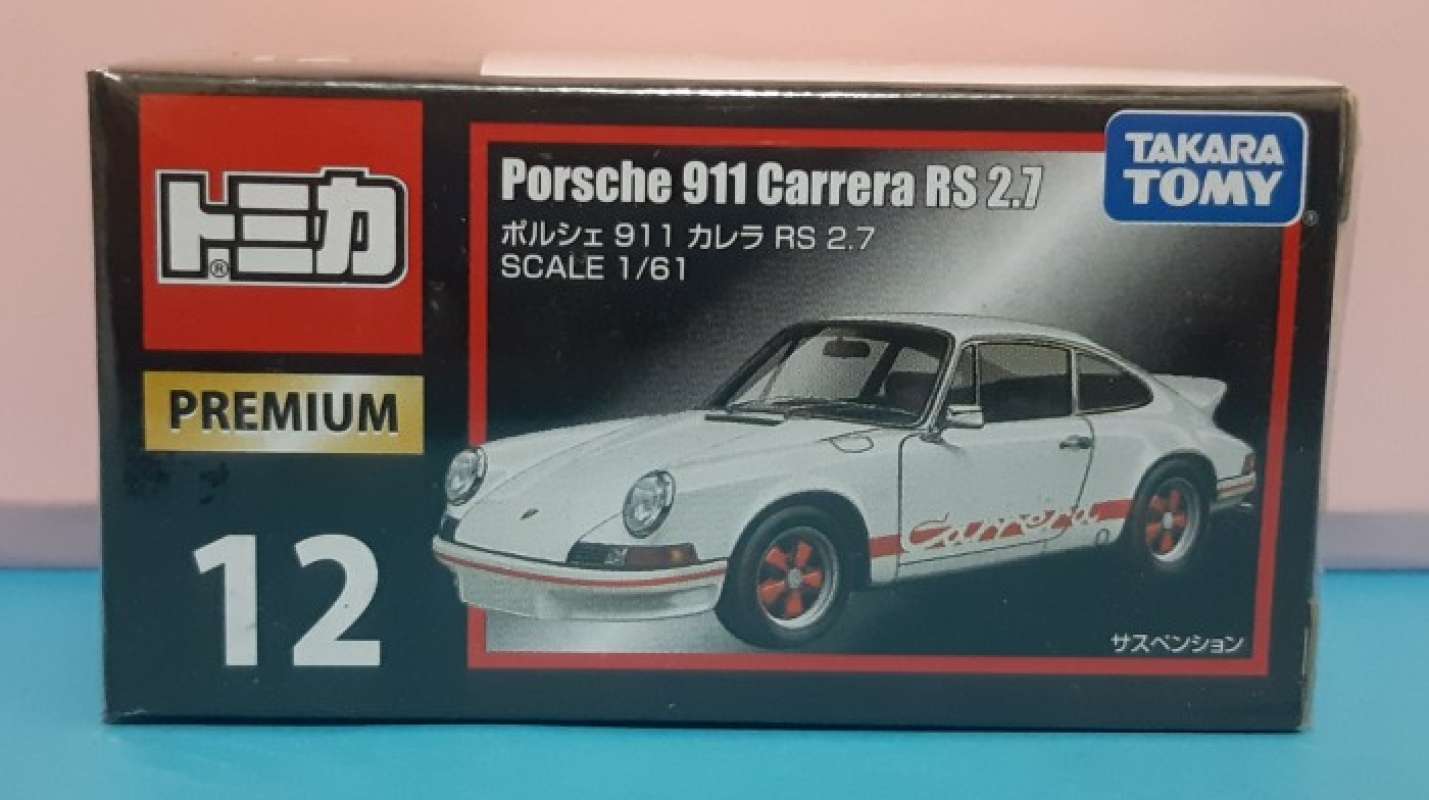 トミカ®
PREMIUM
12
Porsche 911 Carrera RS 2.7
ポルシェ 911 カレラ RS 2.7
SCALE 1/61
TAKARA
TOMY®
Carrera
サスペンション